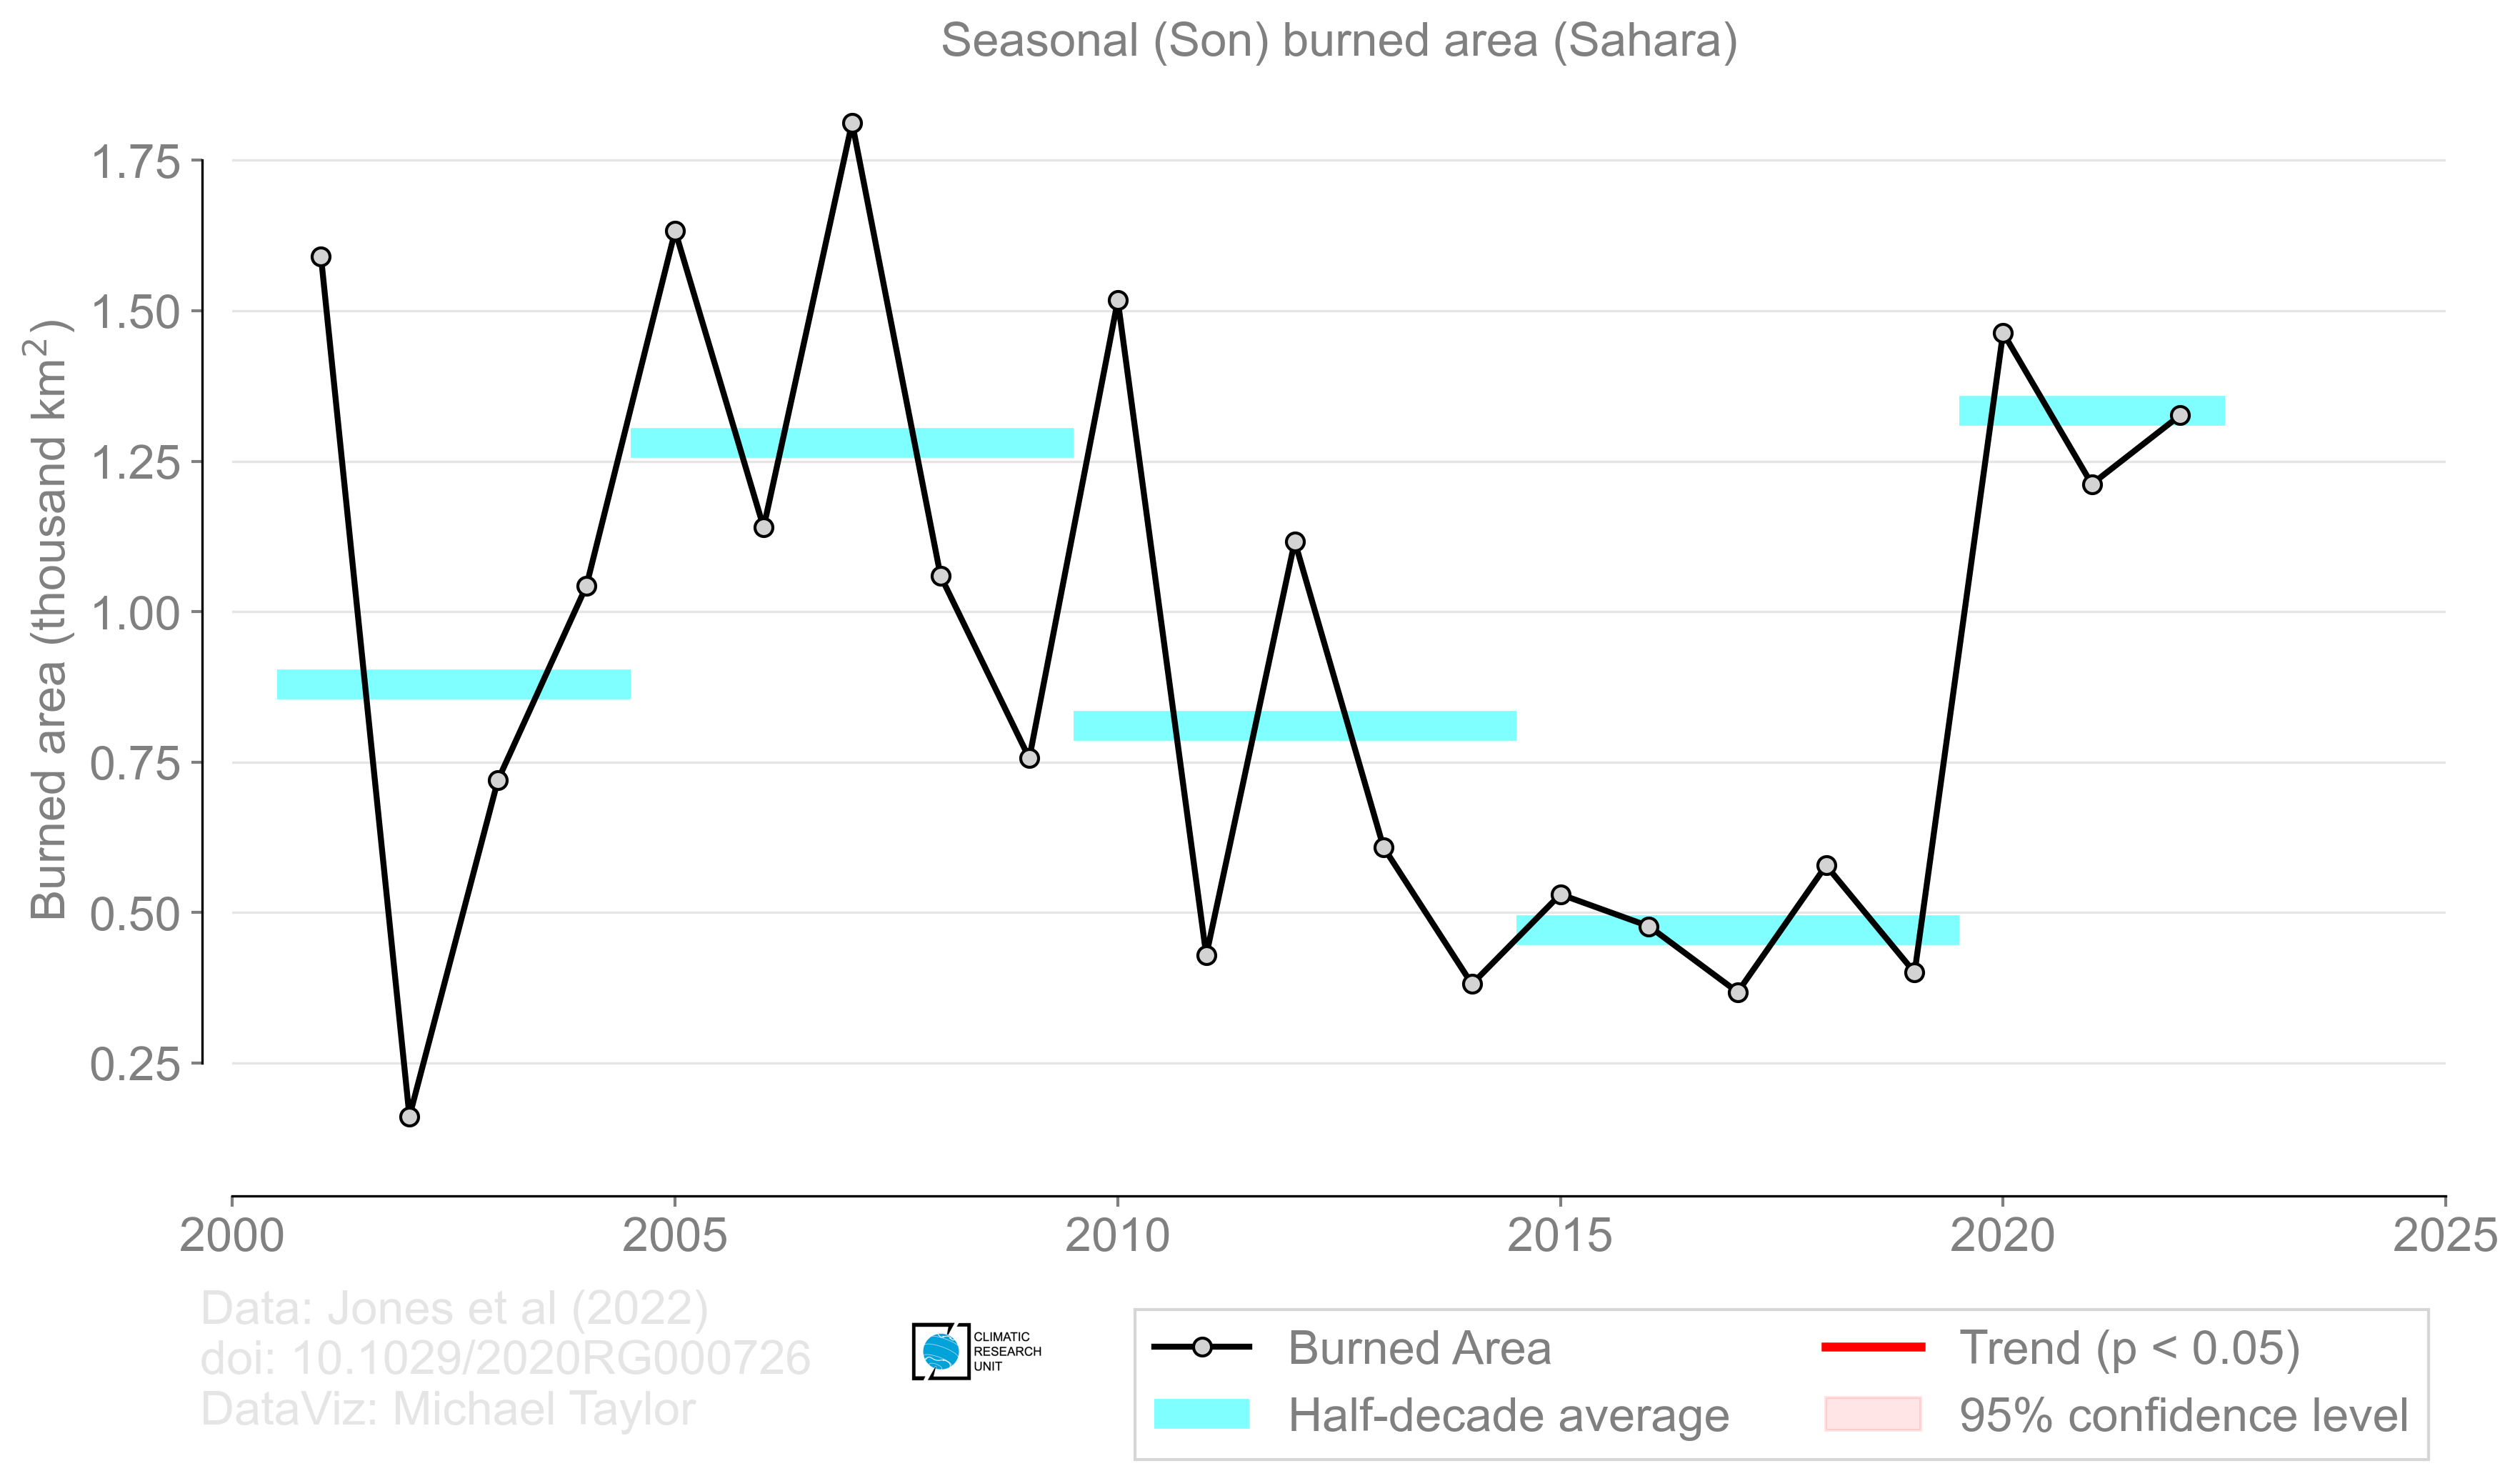 Seasonal (Son) burned area (Sahara)
Burned area (thousand km²)
1.75
1.50
1.25
1.00
0.75
0.50
0.25
2000 2005 2010 2015 2020 2025
Data: Jones et al (2022)
doi: 10.1029/2020RG000726
DataViz: Michael Taylor
CLIMATIC
RESEARCH
UNIT
Burned Area
Half-decade average
Trend (p < 0.05)
95% confidence level